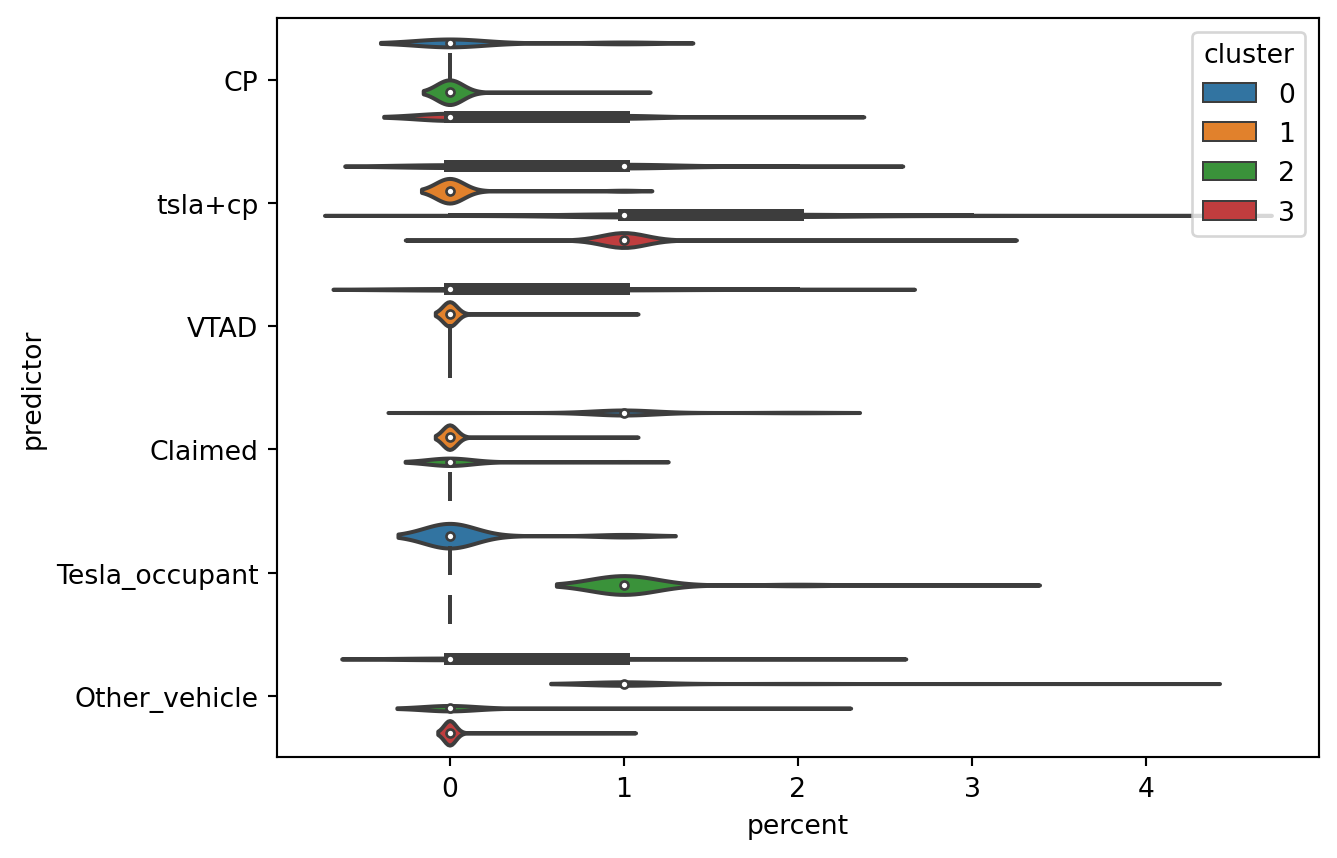 cluster
0
1
2
3
CP
tsla+cp
VTAD
Claimed
Tesla_occupant
Other_vehicle
predictor
0 1 2 3 4
percent